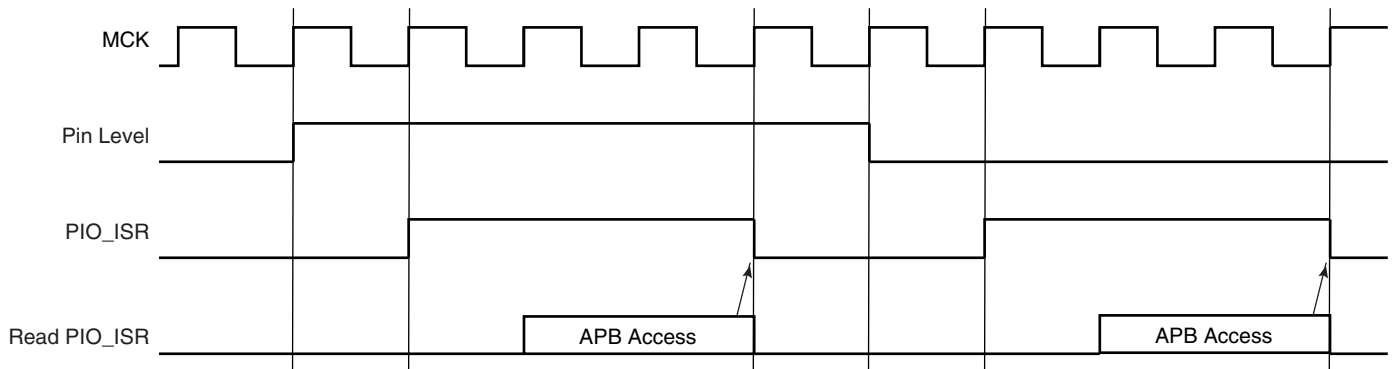 MCK
Pin Level
PIO_ISR
Read PIO_ISR
APB Access
APB Access